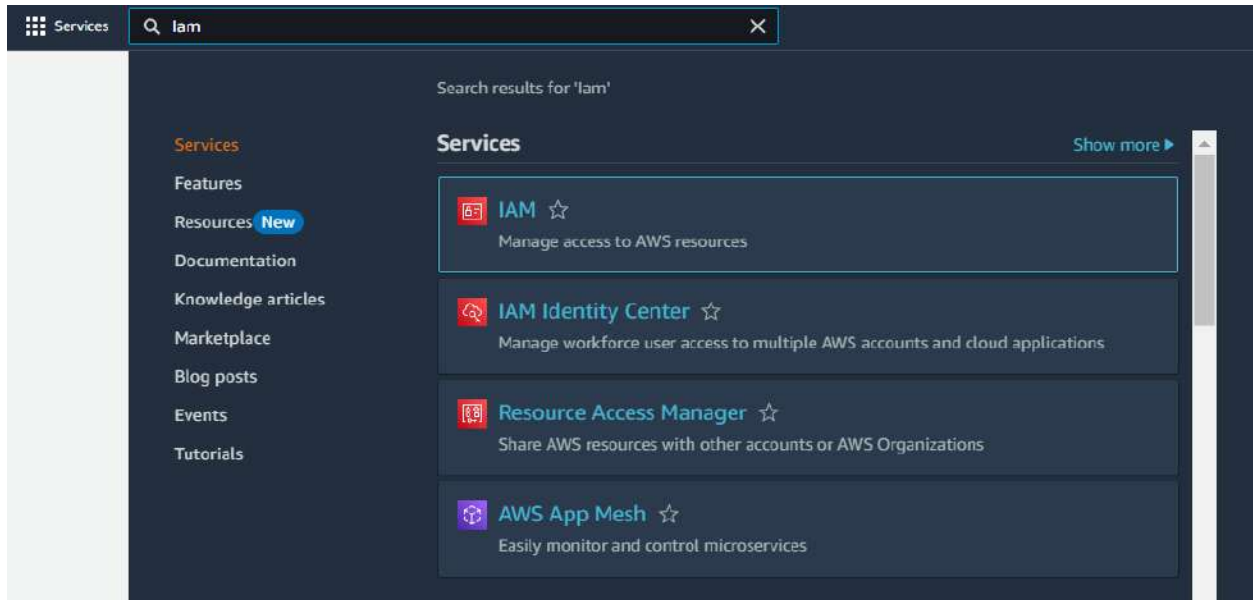 Services
Iam
Search results for 'Iam'
Services
Features
Resources New
Documentation
Knowledge articles
Marketplace
Blog posts
Events
Tutorials
Services
Show more
IAM
Manage access to AWS resources
IAM Identity Center
Manage workforce user access to multiple AWS accounts and cloud applications
Resource Access Manager
Share AWS resources with other accounts or AWS Organizations
AWS App Mesh
Easily monitor and control microservices